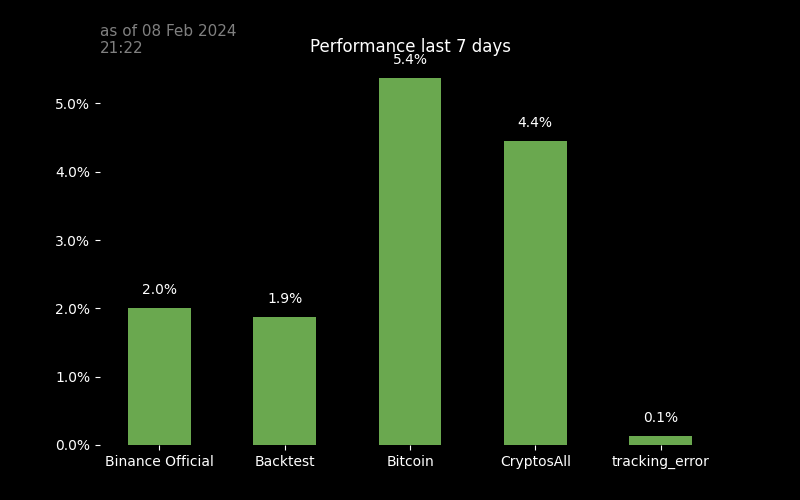 as of 08 Feb 2024
21:22
Performance last 7 days
5.4%
5.0%
4.4%
4.0%
3.0%
2.0%
2.0%
1.9%
1.0%
0.1%
0.0%
Binance Official
Backtest
Bitcoin
CryptosAll
tracking_error